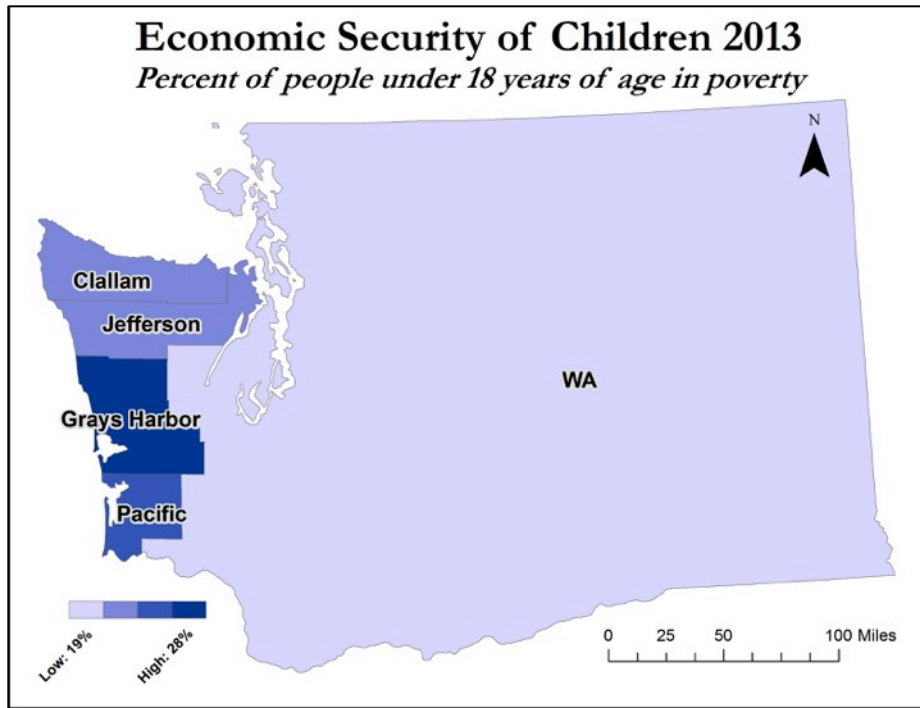 Economic Security of Children 2013
Percent of people under 18 years of age in poverty
N
Clallam
Jefferson
WA
Grays Harbor
Pacific
Low: 19%
High: 28%
0 25 50 100 Miles